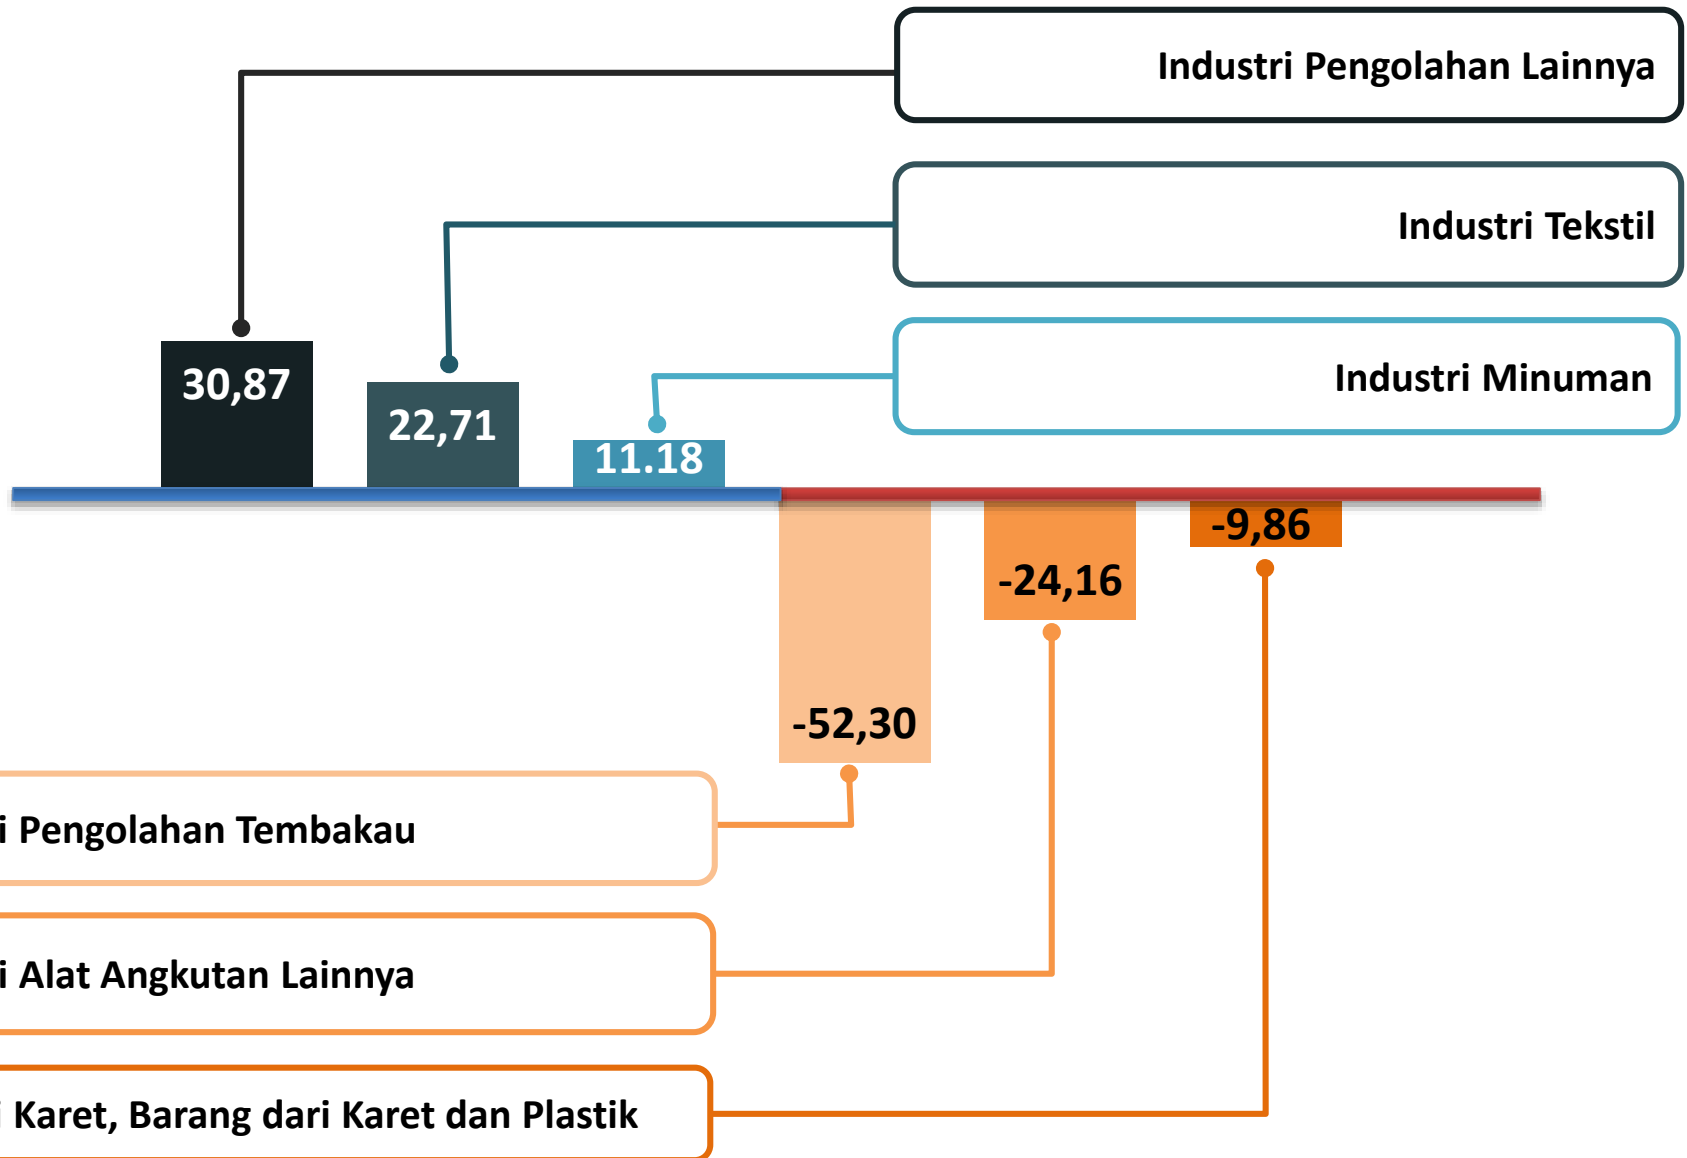 Industri Pengolahan Lainnya
Industri Tekstil
30,87
22,71
Industri Minuman
11.18
-9,86
-24,16
-52,30
i Pengolahan Tembakau
i Alat Angkutan Lainnya
i Karet, Barang dari Karet dan Plastik